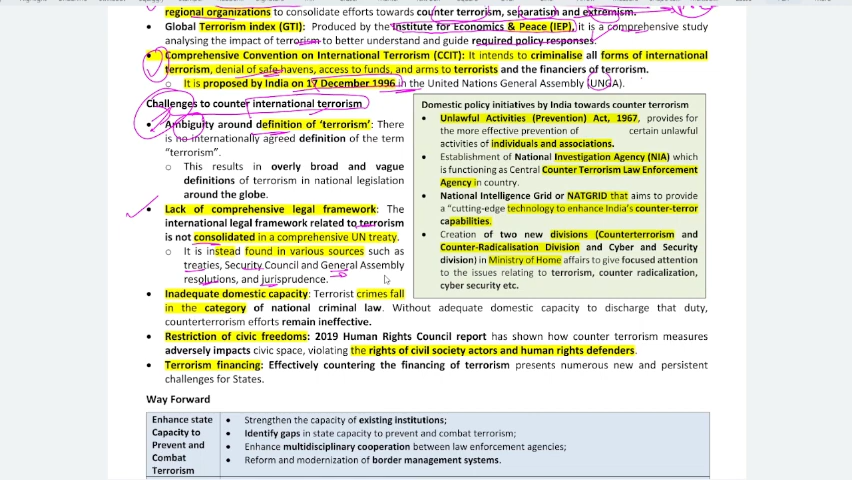 regional organizations to consolidate efforts towards counter terrorism, separatism and extremism.
• Global Terrorism index (GTI): Produced by the Institute for Economics & Peace (IEP), it is a comprehensive study
analysing the impact of terrorism to better understand and guide required policy responses.
• Comprehensive Convention on International Terrorism (CCIT): It intends to criminalise all forms of international
terrorism, denial of safe havens, access to funds, and arms to terrorists and the financiers of terrorism.
o It is proposed by India on 17 December 1996 in the United Nations General Assembly (UNGA).
Challenges to counter international terrorism
• Ambiguity around definition of 'terrorism': There
is no internationally agreed definition of the term
"terrorism".
o This results in overly broad and vague
definitions of terrorism in national legislation
around the globe.
• Lack of comprehensive legal framework: The
international legal framework related to terrorism
is not consolidated in a comprehensive UN treaty.
o It is instead found in various sources such as
treaties, Security Council and General Assembly
resolutions, and jurisprudence.
Domestic policy initiatives by India towards counter terrorism
• Unlawful Activities (Prevention) Act, 1967, provides for
the more effective prevention of certain unlawful
activities of individuals and associations.
• Establishment of National Investigation Agency (NIA) which
is functioning as Central Counter Terrorism Law Enforcement
Agency in country.
• National Intelligence Grid or NATGRID that aims to provide
a "cutting-edge technology to enhance India's counter-terror
capabilities.
• Creation of two new divisions (Counterterrorism and
Counter-Radicalisation Division and Cyber and Security
division) in Ministry of Home affairs to give focused attention
to the issues relating to terrorism, counter radicalization,
cyber security etc.
• Inadequate domestic capacity: Terrorist crimes fall
in the category of national criminal law. Without adequate domestic capacity to discharge that duty,
counterterrorism efforts remain ineffective.
• Restriction of civic freedoms: 2019 Human Rights Council report has shown how counter terrorism measures
adversely impacts civic space, violating the rights of civil society actors and human rights defenders.
• Terrorism financing: Effectively countering the financing of terrorism presents numerous new and persistent
challenges for States.
Way Forward
Enhance state
Capacity to
Prevent and
Combat
Terrorism
• Strengthen the capacity of existing institutions;
• Identify gaps in state capacity to prevent and combat terrorism;
• Enhance multidisciplinary cooperation between law enforcement agencies;
• Reform and modernization of border management systems.